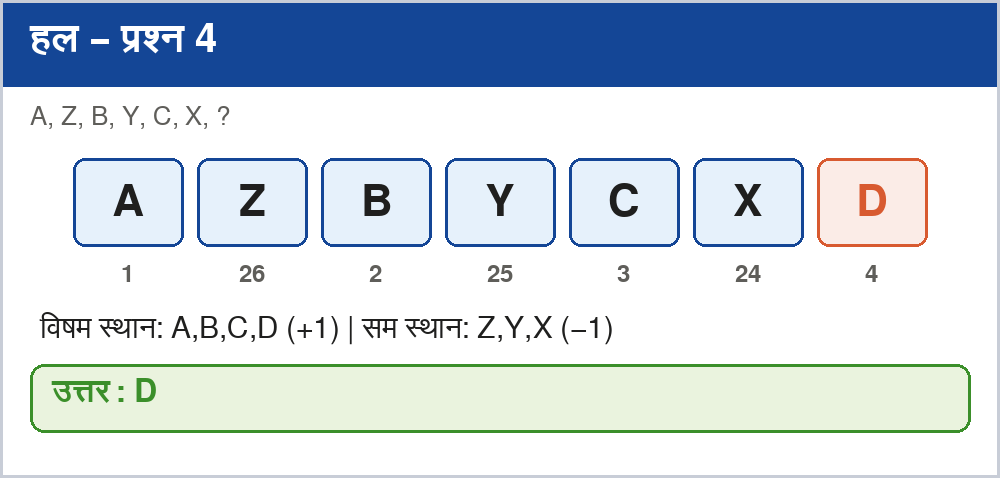 हल – प्रश्न 4
A, Z, B, Y, C, X, ?
A Z B Y C X D
1 26 2 25 3 24 4
विषम स्थान: A,B,C,D (+1) | सम स्थान: Z,Y,X (−1)
उत्तर : D